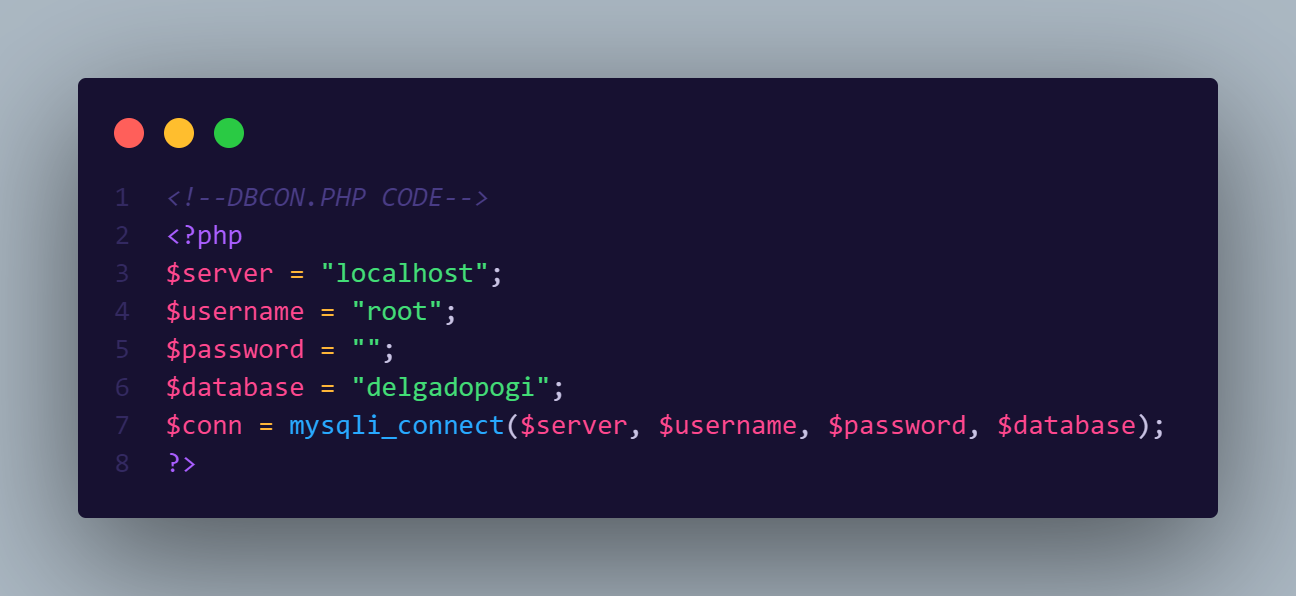 1 <!--DBCON.PHP CODE-->
2 <?php
3 $server = "localhost";
4 $username = "root";
5 $password = "";
6 $database = "delgadopogi";
7 $conn = mysqli_connect($server, $username, $password, $database);
8 ?>